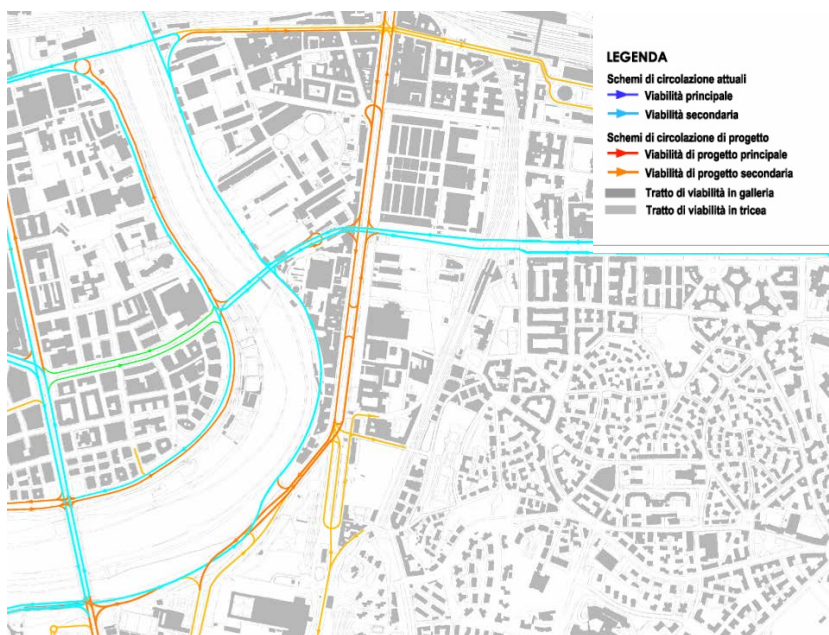 LEGENDA
Schemi di circolazione attuali
Viabilità principale
Viabilità secondaria
Schemi di circolazione di progetto
Viabilità di progetto principale
Viabilità di progetto secondaria
Tratto di viabilità in galleria
Tratto di viabilità in tricea